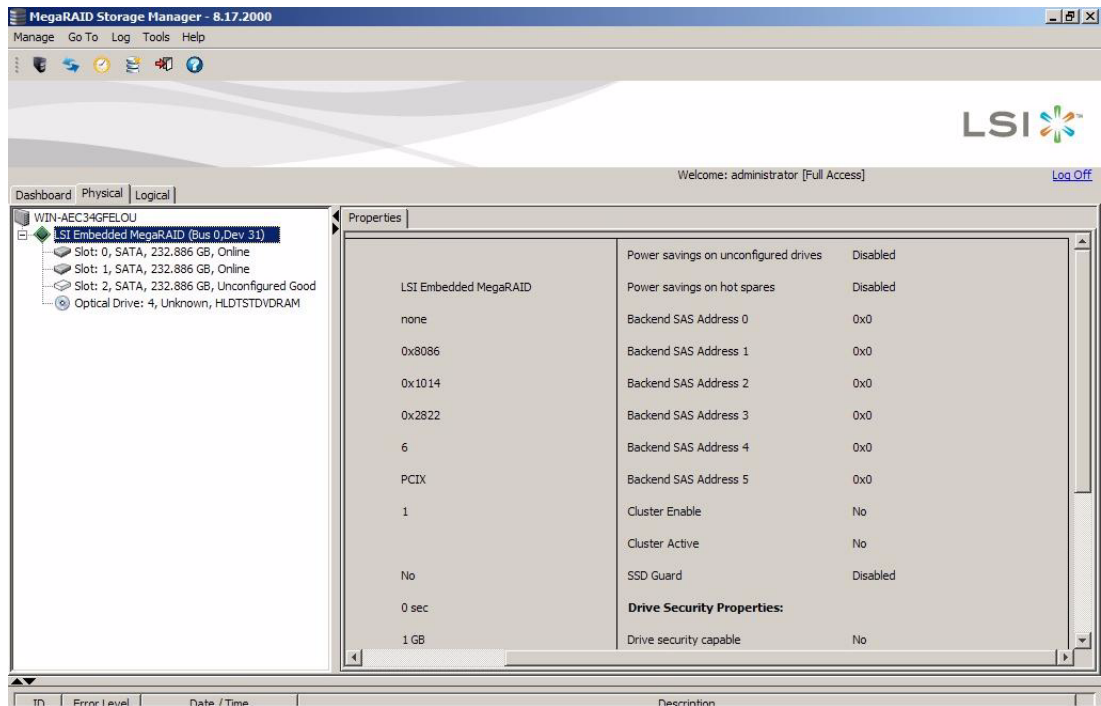 MegaRAID Storage Manager - 8.17.2000
Manage Go To Log Tools Help
LSI
Welcome: administrator [Full Access]
Log Off
Dashboard Physical Logical
WIN-AEC34GFELOU
LSI Embedded MegaRAID (Bus 0,Dev 31)
Slot: 0, SATA, 232.886 GB, Online
Slot: 1, SATA, 232.886 GB, Online
Slot: 2, SATA, 232.886 GB, Unconfigured Good
Optical Drive: 4, Unknown, HLDTSTDVDRAM
Properties
Power savings on unconfigured drives Disabled
LSI Embedded MegaRAID Power savings on hot spares Disabled
none Backend SAS Address 0 0x0
0x8086 Backend SAS Address 1 0x0
0x1014 Backend SAS Address 2 0x0
0x2822 Backend SAS Address 3 0x0
6 Backend SAS Address 4 0x0
PCIX Backend SAS Address 5 0x0
1 Cluster Enable No
Cluster Active No
No SSD Guard Disabled
0 sec Drive Security Properties:
1 GB Drive security capable No
ID Error Level Date / Time Description